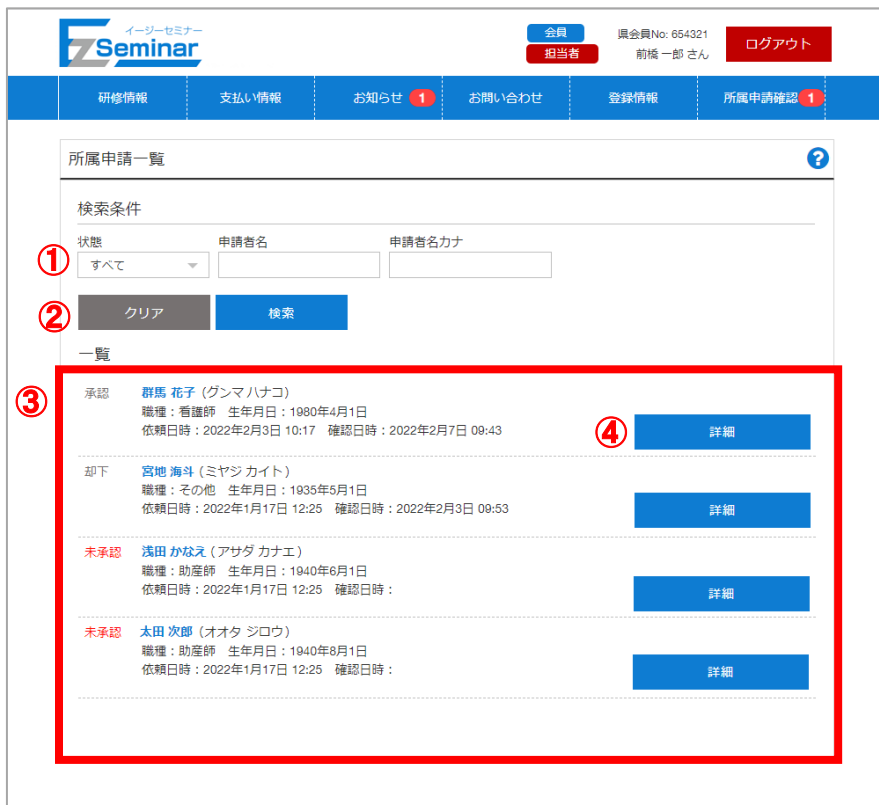 イージーセミナー
EzSeminar
会員
県会員No: 654321
ログアウト
担当者
前橋 一郎 さん
研修情報
支払い情報
お知らせ 1
お問い合わせ
登録情報
所属申請確認 1
所属申請一覧
?
検索条件
状態
申請者名
申請者名カナ
①
すべて
②
クリア
検索
一覧
③
承認
群馬 花子 (グンマ ハナコ)
職種：看護師 生年月日：1980年4月1日
依頼日時：2022年2月3日 10:17 確認日時：2022年2月7日 09:43
④
詳細
却下
宮地 海斗 (ミヤジ カイト)
職種：その他 生年月日：1935年5月1日
依頼日時：2022年1月17日 12:25 確認日時：2022年2月3日 09:53
詳細
未承認
浅田 かなえ (アサダ カナエ)
職種：助産師 生年月日：1940年6月1日
依頼日時：2022年1月17日 12:25 確認日時：
詳細
未承認
太田 次郎 (オオタ ジロウ)
職種：助産師 生年月日：1940年8月1日
依頼日時：2022年1月17日 12:25 確認日時：
詳細